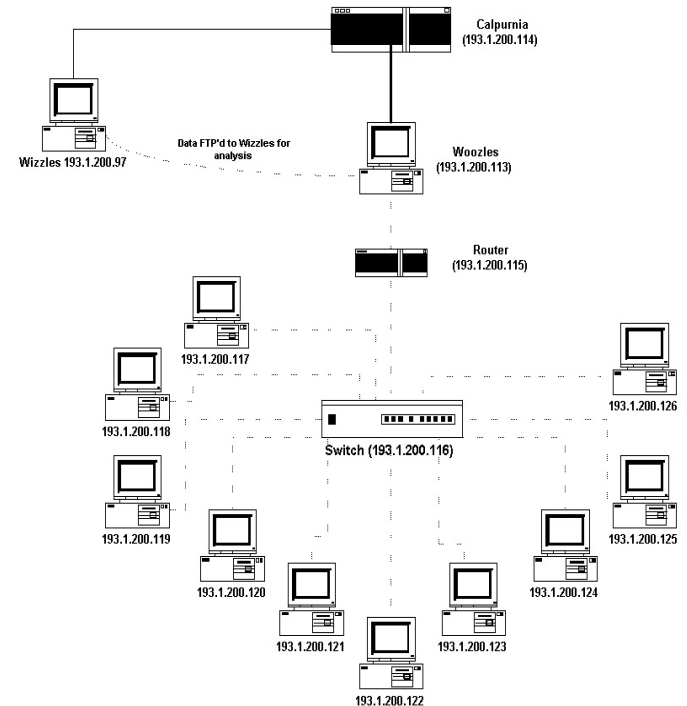 Calpurnia
(193.1.200.114)
Data FTP'd to Wizzles for
analysis
Wizzles 193.1.200.97
Woozles
(193.1.200.113)
Router
(193.1.200.115)
193.1.200.117
193.1.200.126
193.1.200.118
Switch (193.1.200.116)
193.1.200.119
193.1.200.125
193.1.200.120
193.1.200.124
193.1.200.121
193.1.200.123
193.1.200.122